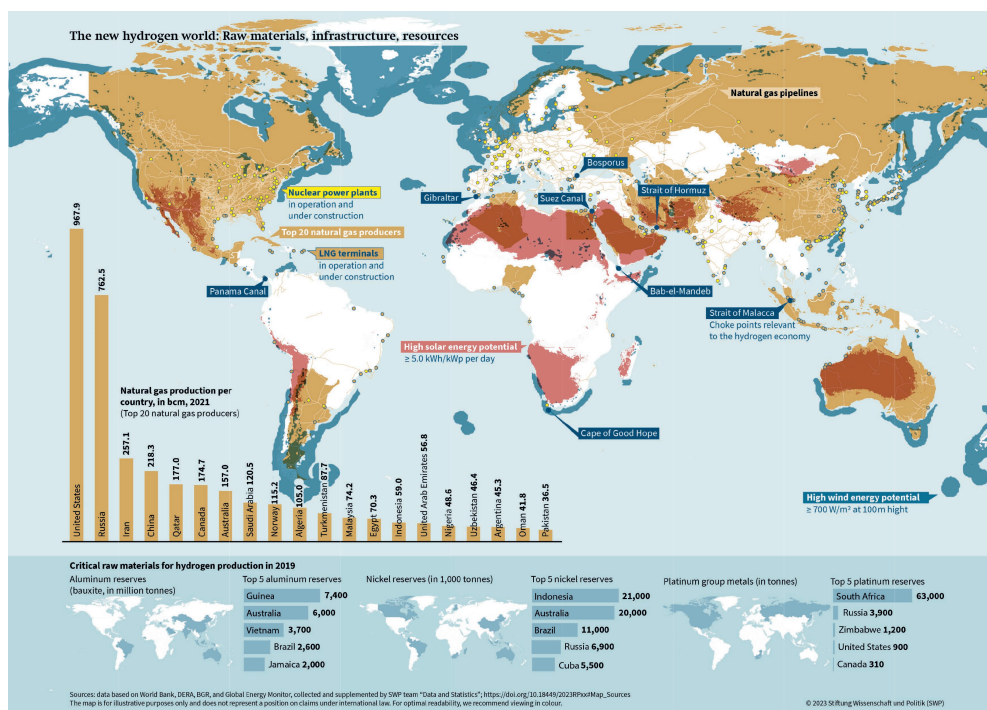 The new hydrogen world: Raw materials, infrastructure, resources
Natural gas pipelines
Bosporus
Strait of Hormuz
Gibraltar
Suez Canal
Nuclear power plants
in operation and
under construction
Top 20 natural gas producers
LNG terminals
in operation and
under construction
Panama Canal
Bab-el-Mandeb
Strait of Malacca
Choke points relevant
to the hydrogen economy
High solar energy potential
≥ 5.0 kWh/kWp per day
Cape of Good Hope
High wind energy potential
≥ 700 W/m³ at 100m hight
Natural gas production per
country, in bcm, 2021
(Top 20 natural gas producers)
United States 967.9
Russia 762.5
Iran 257.1
China 218.3
Qatar 177.0
Canada 174.7
Australia 157.0
Saudi Arabia 120.5
Norway 115.2
Algeria 105.0
Turkmenistan 87.7
Malaysia 74.2
Egypt 70.3
Indonesia 59.0
United Arab Emirates 56.8
Nigeria 48.6
Uzbekistan 46.4
Argentina 45.3
Oman 41.8
Pakistan 36.5
Critical raw materials for hydrogen production in 2019
Aluminum reserves
(bauxite, in million tonnes)
Top 5 aluminum reserves
Guinea 7,400
Australia 6,000
Vietnam 3,700
Brazil 2,600
Jamaica 2,000
Nickel reserves (in 1,000 tonnes)
Top 5 nickel reserves
Indonesia 21,000
Australia 20,000
Brazil 11,000
Russia 6,900
Cuba 5,500
Platinum group metals (in tonnes)
Top 5 platinum reserves
South Africa 63,000
Russia 3,900
Zimbabwe 1,200
United States 900
Canada 310
Sources: data based on World Bank, DERA, BGR, and Global Energy Monitor, collected and supplemented by SWP team "Data and Statistics"; https://doi.org/10.18449/2023RPxx#Map_Sources
The map is for illustrative purposes only and does not represent a position on claims under international law. For optimal readability, we recommend viewing in colour.
© 2023 Stiftung Wissenschaft und Politik (SWP)